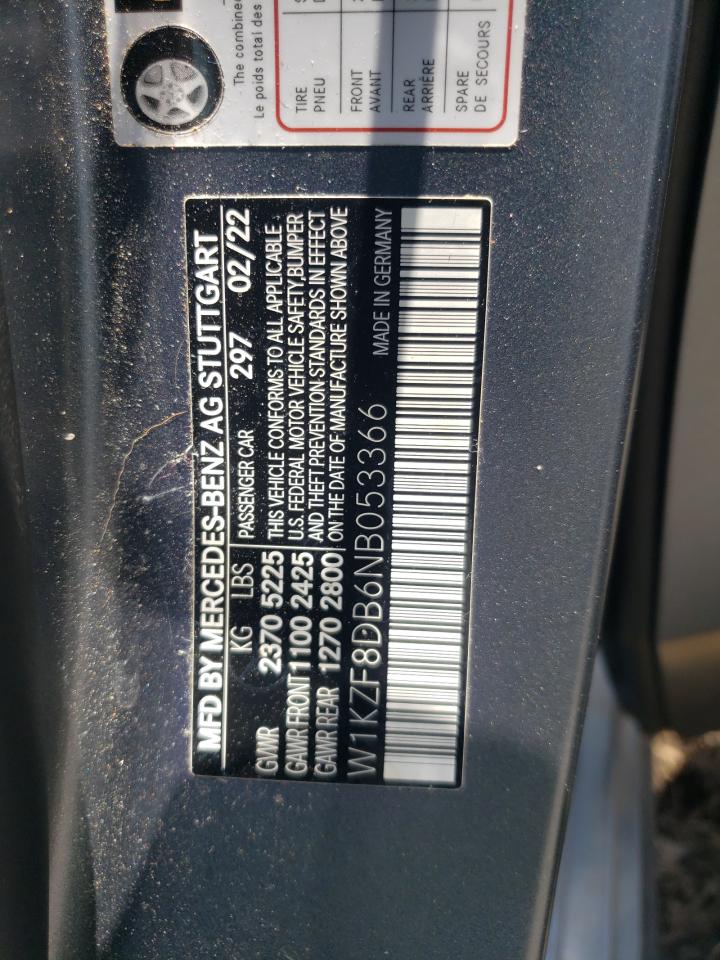 MFD BY MERCEDES-BENZ AG STUTTGART
KG LBS PASSENGER CAR 297 02/22
GVWR 2370 5225 THIS VEHICLE CONFORMS TO ALL APPLICABLE
GAWR FRONT 1100 2425 U.S. FEDERAL MOTOR VEHICLE SAFETY,BUMPER
GAWR REAR 1270 2800 AND THEFT PREVENTION STANDARDS IN EFFECT
ON THE DATE OF MANUFACTURE SHOWN ABOVE
W1KZF8DB6NB053366 MADE IN GERMANY
The combine
Le poids total des
TIRE
PNEU
FRONT
AVANT
REAR
ARRIÈRE
SPARE
DE SECOURS